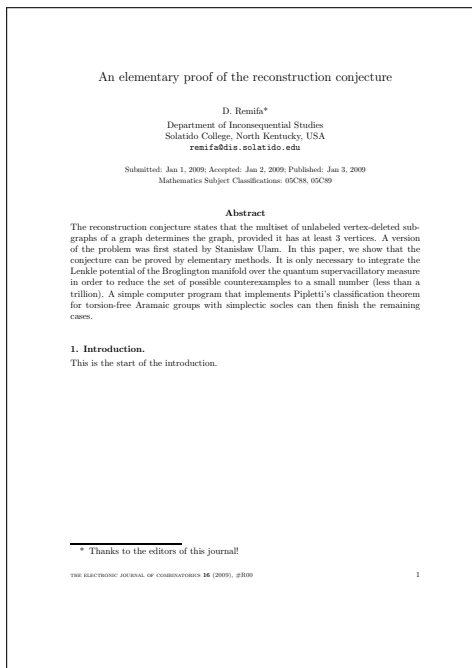 An elementary proof of the reconstruction conjecture
D. Remifa*
Department of Inconsequential Studies
Solatido College, North Kentucky, USA
remifa@dis.solatido.edu
Submitted: Jan 1, 2009; Accepted: Jan 2, 2009; Published: Jan 3, 2009
Mathematics Subject Classifications: 05C88, 05C89
Abstract
The reconstruction conjecture states that the multiset of unlabeled vertex-deleted sub-
graphs of a graph determines the graph, provided it has at least 3 vertices. A version
of the problem was first stated by Stanisław Ulam. In this paper, we show that the
conjecture can be proved by elementary methods. It is only necessary to integrate the
Lenkle potential of the Broglington manifold over the quantum supervacillatory measure
in order to reduce the set of possible counterexamples to a small number (less than a
trillion). A simple computer program that implements Pipletti's classification theorem
for torsion-free Aramaic groups with simplectic socles can then finish the remaining
cases.
1. Introduction.
This is the start of the introduction.
* Thanks to the editors of this journal!
THE ELECTRONIC JOURNAL OF COMBINATORICS 16 (2009), #R00 1